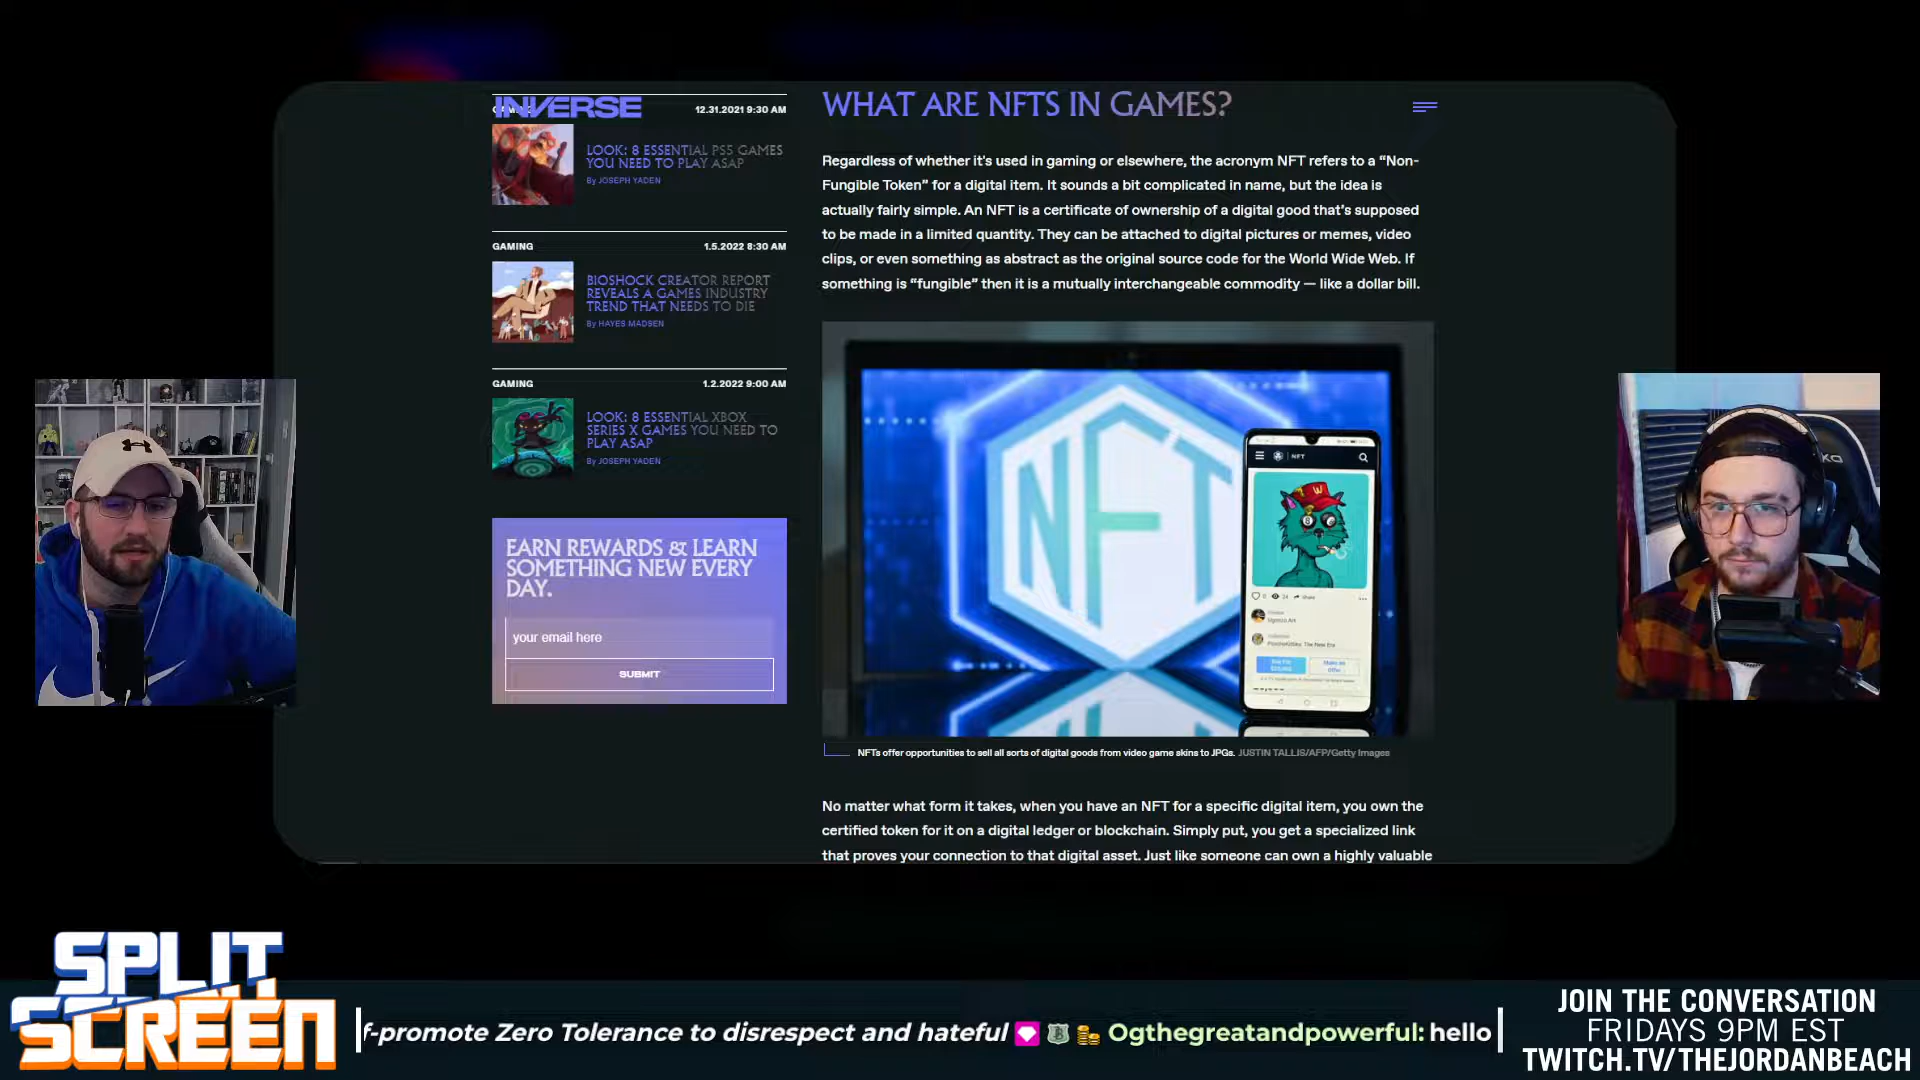 INVERSE
12.31.2021 9:30 AM
LOOK: 8 ESSENTIAL PS5 GAMES
YOU NEED TO PLAY ASAP
By JOSEPH YADEN
GAMING
1.5.2022 8:30 AM
BIOSHOCK CREATOR REPORT
REVEALS A GAMES INDUSTRY
TREND THAT NEEDS TO DIE
By HAYES MADSEN
GAMING
1.2.2022 9:00 AM
LOOK: 8 ESSENTIAL XBOX
SERIES X GAMES YOU NEED TO
PLAY ASAP
By JOSEPH YADEN
EARN REWARDS & LEARN
SOMETHING NEW EVERY
DAY.
your email here
SUBMIT
WHAT ARE NFTS IN GAMES?
Regardless of whether it's used in gaming or elsewhere, the acronym NFT refers to a “Non-
Fungible Token” for a digital item. It sounds a bit complicated in name, but the idea is
actually fairly simple. An NFT is a certificate of ownership of a digital good that's supposed
to be made in a limited quantity. They can be attached to digital pictures or memes, video
clips, or even something as abstract as the original source code for the World Wide Web. If
something is “fungible” then it is a mutually interchangeable commodity — like a dollar bill.
NFT
NFT
W
8
Share
Make an
Offer
NFTs offer opportunities to sell all sorts of digital goods from video game skins to JPGs. JUSTIN TALLIS/AFP/Getty Images
No matter what form it takes, when you have an NFT for a specific digital item, you own the
certified token for it on a digital ledger or blockchain. Simply put, you get a specialized link
that proves your connection to that digital asset. Just like someone can own a highly valuable
SPLIT
SCREEN
f-promote Zero Tolerance to disrespect and hateful Ogthegreatandpowerful: hello
JOIN THE CONVERSATION
FRIDAYS 9PM EST
TWITCH.TV/THEJORDANBEACH